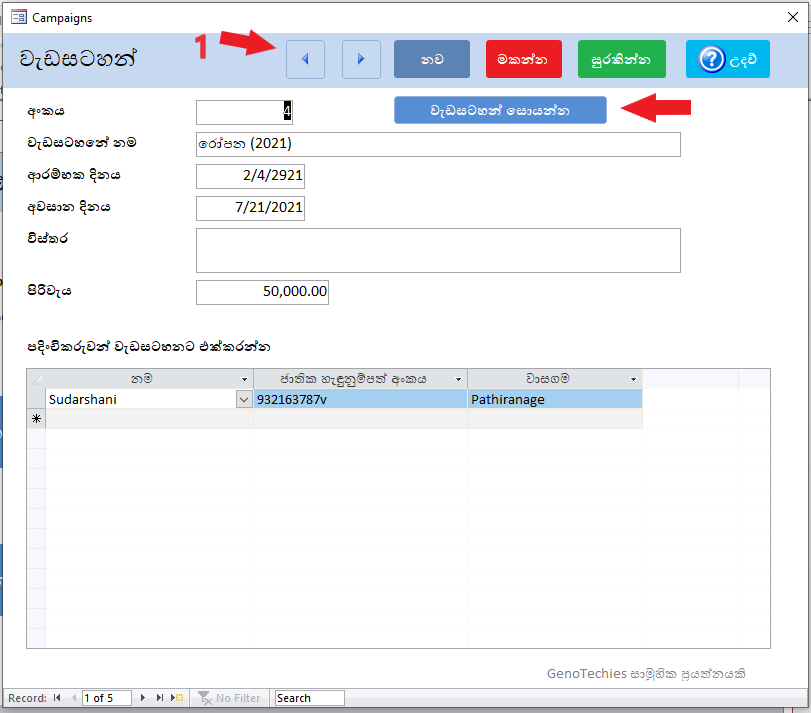 Campaigns
වැඩසටහන්
1
නව
මකන්න
සුරකින්න
? උදව්
අංකය
4
වැඩසටහන් සොයන්න
වැඩසටහනේ නම
රෝපන (2021)
ආරම්භක දිනය
2/4/2921
අවසාන දිනය
7/21/2021
විස්තර
පිරිවැය
50,000.00
පදිංචිකරුවන් වැඩසටහනට එක්කරන්න
නම
ජාතික හැඳුනුම්පත් අංකය
වාසගම
Sudarshani
932163787v
Pathiranage
GenoTechies සාමූහික ප්‍රයත්නයකි
Record: 1 of 5 No Filter Search